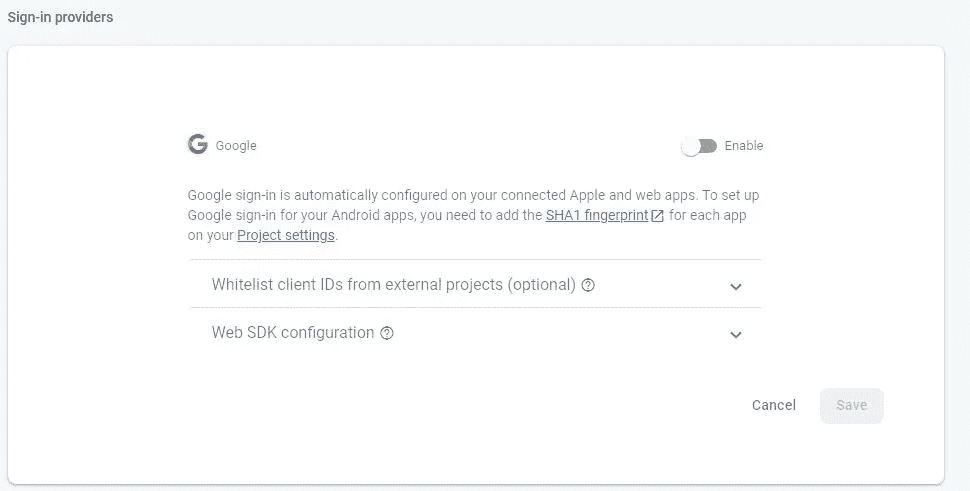 Sign-in providers
Google
Enable
Google sign-in is automatically configured on your connected Apple and web apps. To set up
Google sign-in for your Android apps, you need to add the SHA1 fingerprint for each app
on your Project settings.
Whitelist client IDs from external projects (optional)
Web SDK configuration
Cancel
Save